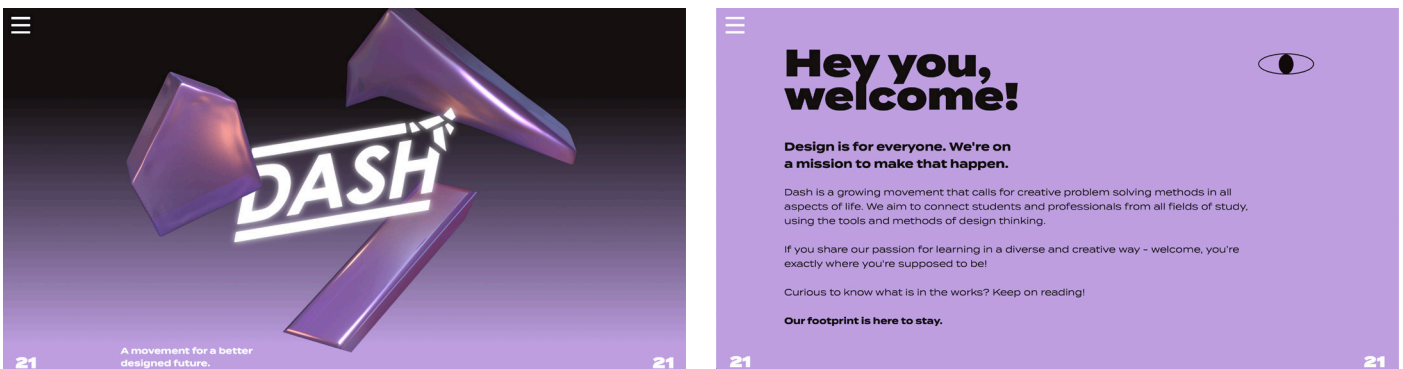 DASH
A movement for a better
designed future.
21
21
Hey you,
welcome!
Design is for everyone. We're on
a mission to make that happen.
Dash is a growing movement that calls for creative problem solving methods in all
aspects of life. We aim to connect students and professionals from all fields of study,
using the tools and methods of design thinking.
If you share our passion for learning in a diverse and creative way – welcome, you're
exactly where you're supposed to be!
Curious to know what is in the works? Keep on reading!
Our footprint is here to stay.
21
21